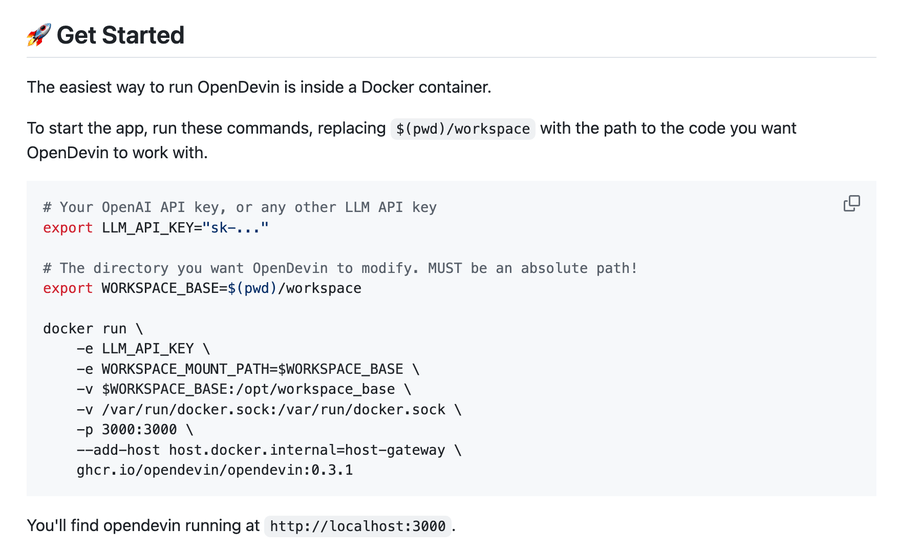 🚀 Get Started
The easiest way to run OpenDevin is inside a Docker container.
To start the app, run these commands, replacing $(pwd)/workspace with the path to the code you want
OpenDevin to work with.
# Your OpenAI API key, or any other LLM API key
export LLM_API_KEY="sk-..."
# The directory you want OpenDevin to modify. MUST be an absolute path!
export WORKSPACE_BASE=$(pwd)/workspace
docker run \
    -e LLM_API_KEY \
    -e WORKSPACE_MOUNT_PATH=$WORKSPACE_BASE \
    -v $WORKSPACE_BASE:/opt/workspace_base \
    -v /var/run/docker.sock:/var/run/docker.sock \
    -p 3000:3000 \
    --add-host host.docker.internal=host-gateway \
    ghcr.io/opendevin/opendevin:0.3.1
You'll find opendevin running at http://localhost:3000.